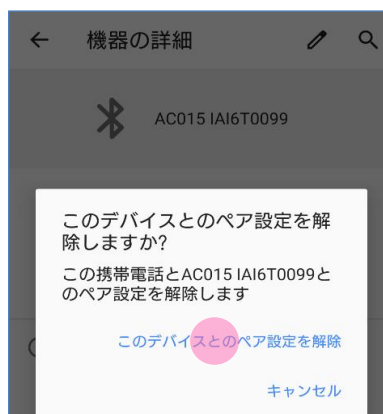 機器の詳細
AC015 IAI6T0099
このデバイスとのペア設定を解
除しますか?
この携帯電話とAC015 IAI6T0099と
のペア設定を解除します
このデバイスとのペア設定を解除
キャンセル